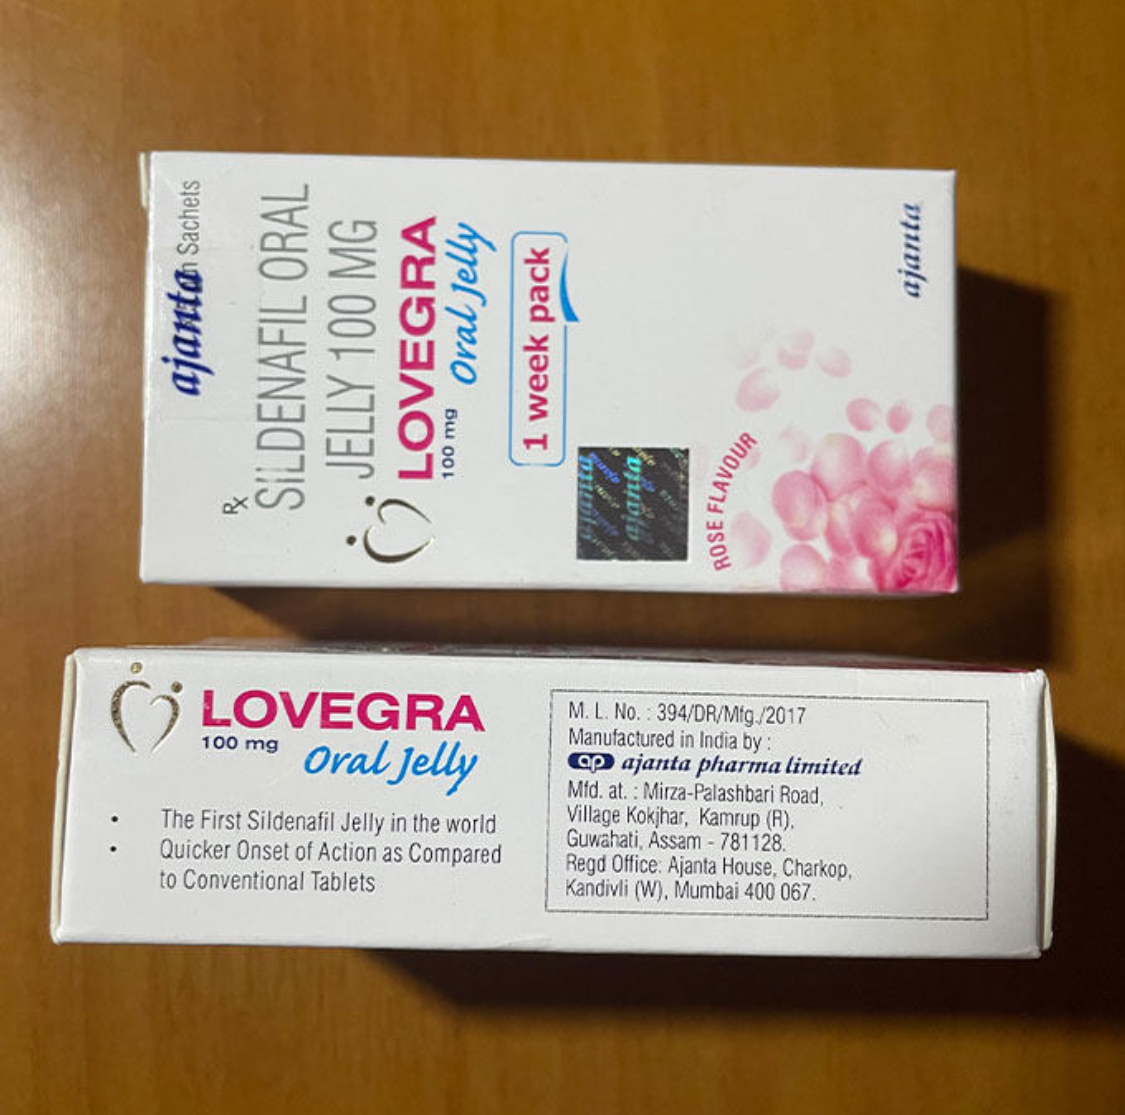 ajanta
Sachets
Rx
SILDENAFIL ORAL
JELLY 100 MG
LOVEGRA
100 mg Oral Jelly
1 week pack
ajanta
ajanta
ROSE FLAVOUR
ajanta
LOVEGRA
100 mg
Oral Jelly
• The First Sildenafil Jelly in the world
• Quicker Onset of Action as Compared
to Conventional Tablets
M. L. No. : 394/DR/Mfg./2017
Manufactured in India by :
ap ajanta pharma limited
Mfd. at. : Mirza-Palashbari Road,
Village Kokjhar, Kamrup (R),
Guwahati, Assam - 781128.
Regd Office: Ajanta House, Charkop,
Kandivli (W), Mumbai 400 067.